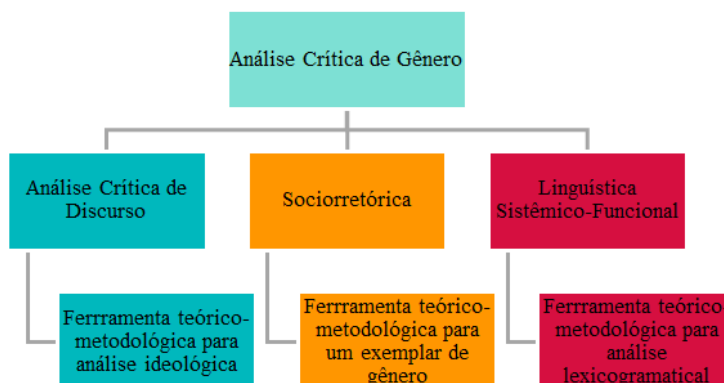 Análise Crítica de Gênero
Análise Crítica de
Discurso
Sociorretórica
Linguística
Sistêmico-Funcional
Ferrramenta teórico-
metodológica para
análise ideológica
Ferrramenta teórico-
metodológica para
um exemplar de
gênero
Ferrramenta teórico-
metodológica para
análise
lexicogramatical